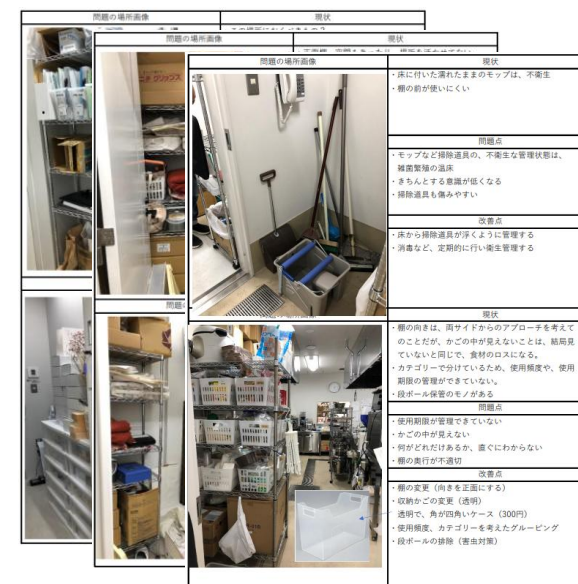 問題の場所画像
現状
問題の場所画像
現状
問題の場所画像
現状
・床に付いた濡れたままのモップは、不衛生
・棚の前が使いにくい
問題点
・モップなど掃除道具の、不衛生な管理状態は、
雑菌繁殖の温床
・きちんとする意識が低くなる
・掃除道具も傷みやすい
改善点
・床から掃除道具が浮くように管理する
・消毒など、定期的に行い衛生管理する
現状
・棚の向きは、両サイドからのアプローチを考えて
のことだが、かごの中が見えないことは、結局見
ていないと同じで、食材のロスになる。
・カテゴリーで分けているため、使用頻度や、使用
期限の管理ができていない。
・段ボール保管のモノがある
問題点
・使用期限が管理できていない
・かごの中が見えない
・何がどれだけあるか、直ぐにわからない
・棚の奥行が不適切
改善点
・棚の変更（向きを正面にする）
・収納かごの変更（透明）
透明で、角が四角いケース（300円）
・使用頻度、カテゴリーを考えたグルーピング
・段ボールの排除（害虫対策）